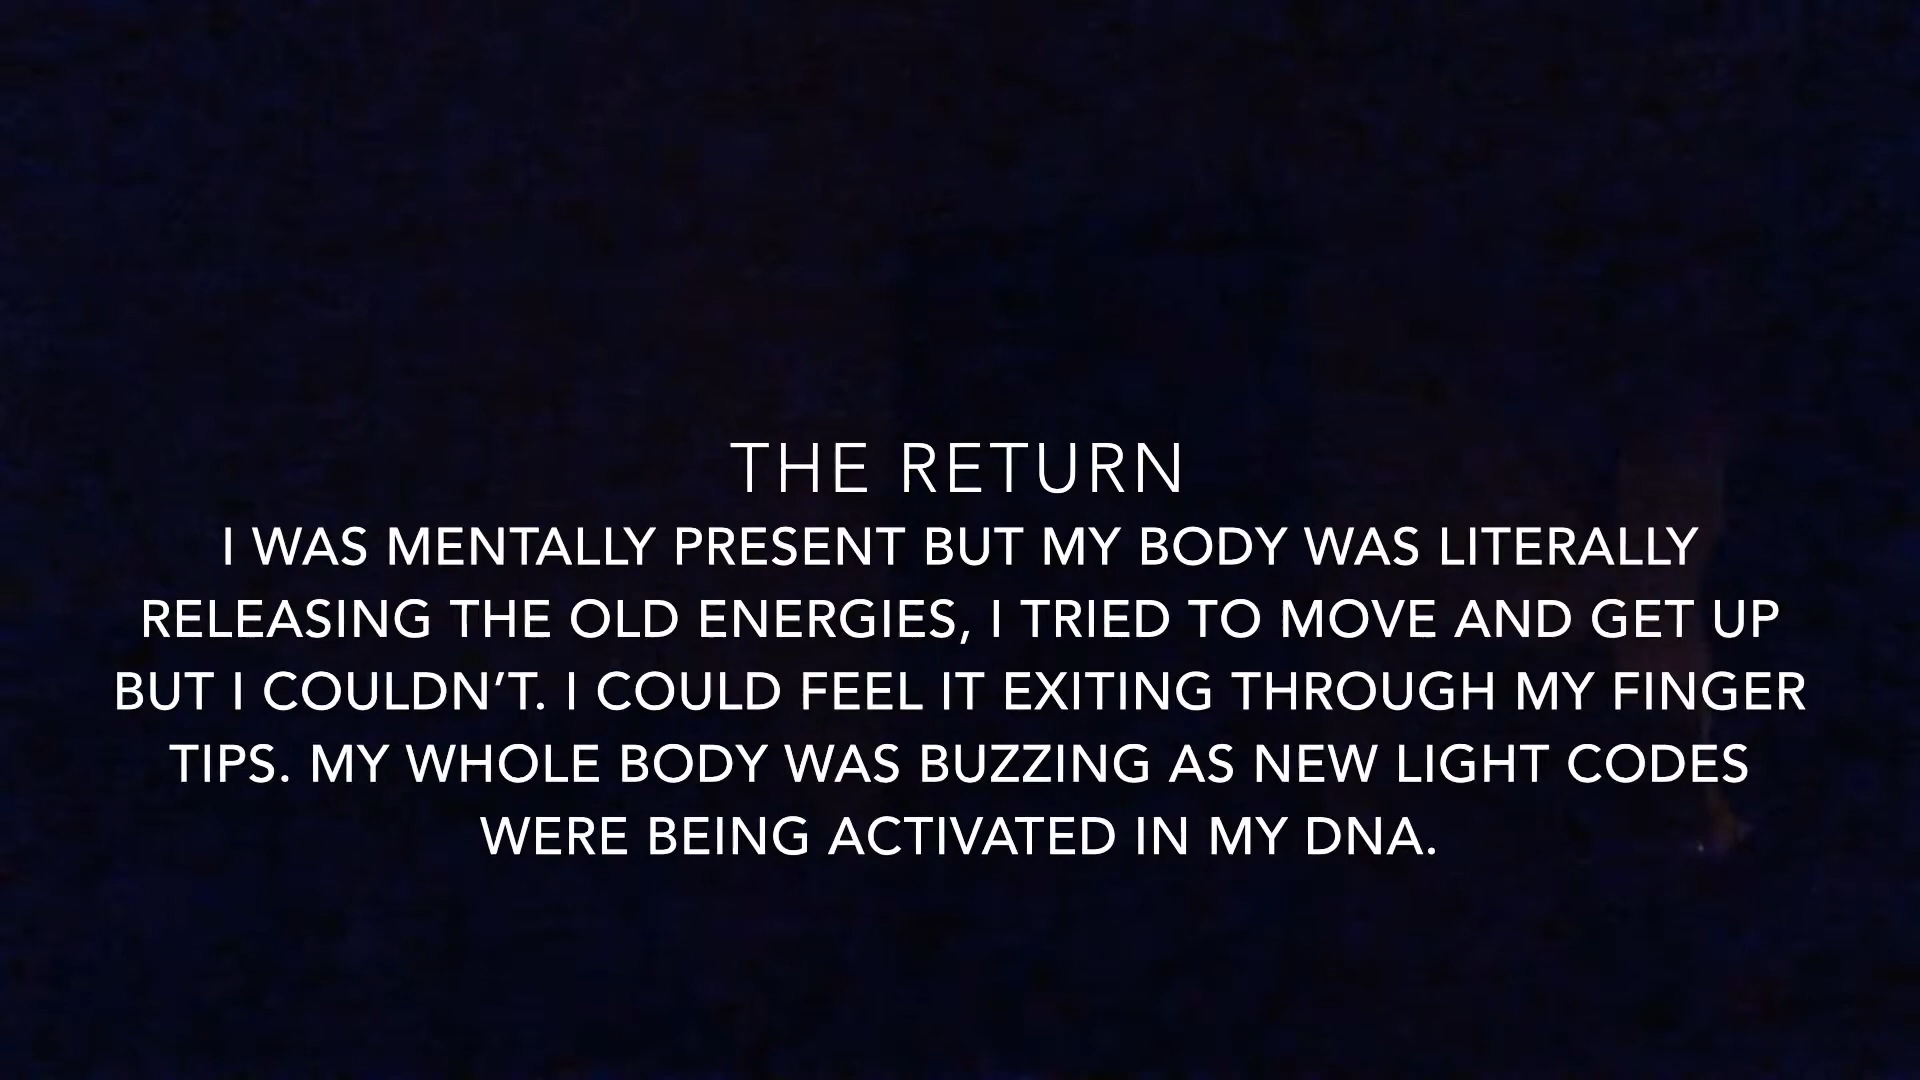 THE RETURN
I WAS MENTALLY PRESENT BUT MY BODY WAS LITERALLY
RELEASING THE OLD ENERGIES, I TRIED TO MOVE AND GET UP
BUT I COULDN’T. I COULD FEEL IT EXITING THROUGH MY FINGER
TIPS. MY WHOLE BODY WAS BUZZING AS NEW LIGHT CODES
WERE BEING ACTIVATED IN MY DNA.